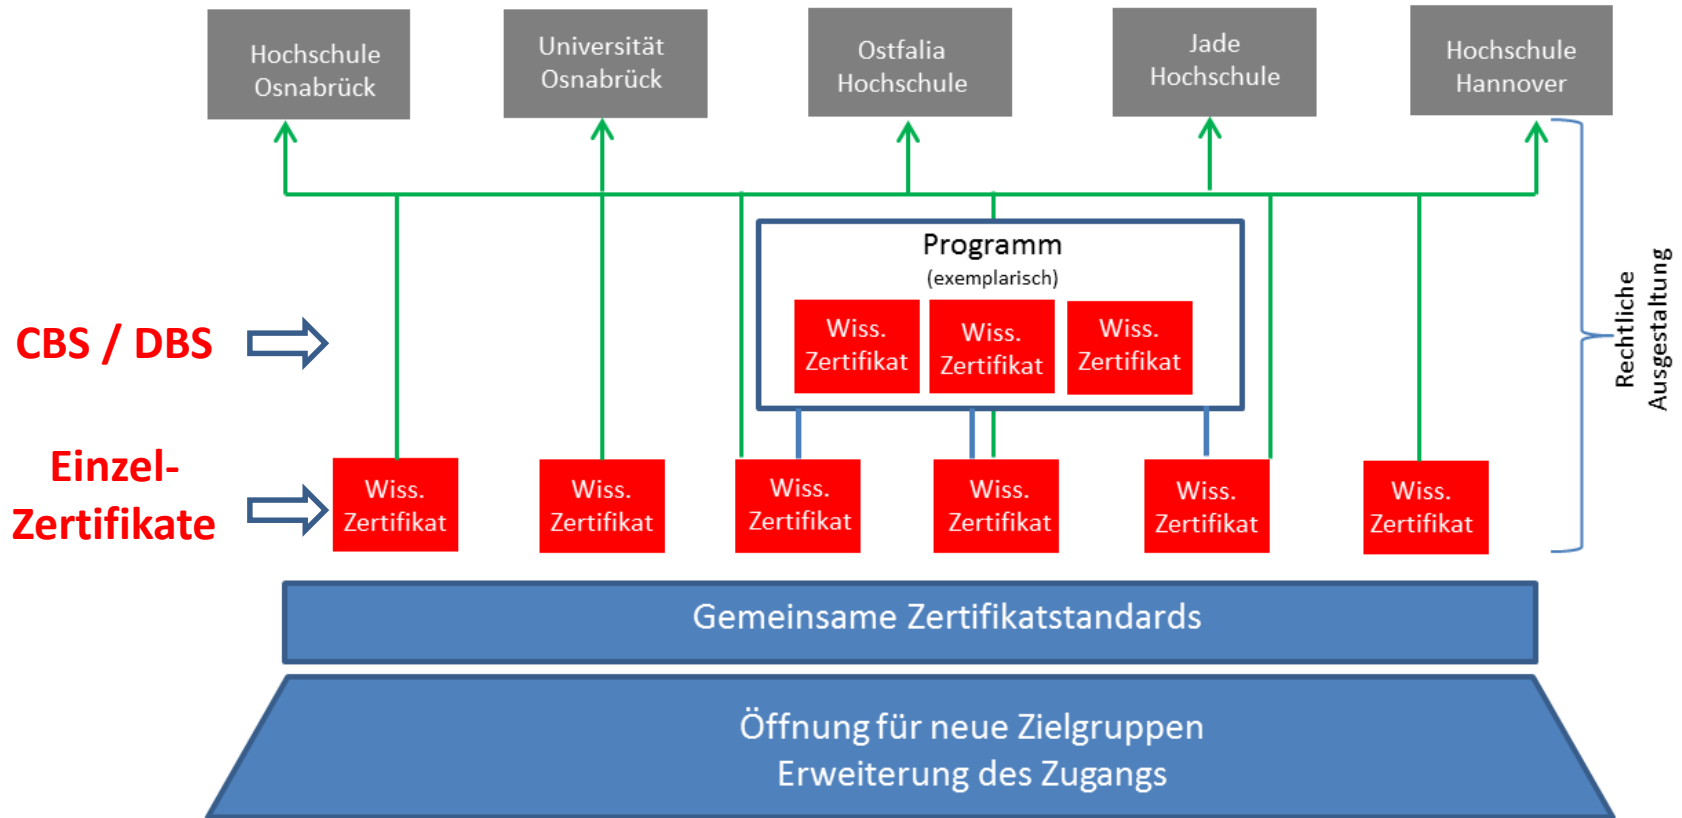 Hochschule
Osnabrück
Universität
Osnabrück
Ostfalia
Hochschule
Jade
Hochschule
Hochschule
Hannover
Programm
(exemplarisch)
CBS / DBS
Wiss.
Zertifikat
Wiss.
Zertifikat
Wiss.
Zertifikat
Rechtliche
Ausgestaltung
Einzel-
Zertifikate
Wiss.
Zertifikat
Wiss.
Zertifikat
Wiss.
Zertifikat
Wiss.
Zertifikat
Wiss.
Zertifikat
Wiss.
Zertifikat
Gemeinsame Zertifikatstandards
Öffnung für neue Zielgruppen
Erweiterung des Zugangs